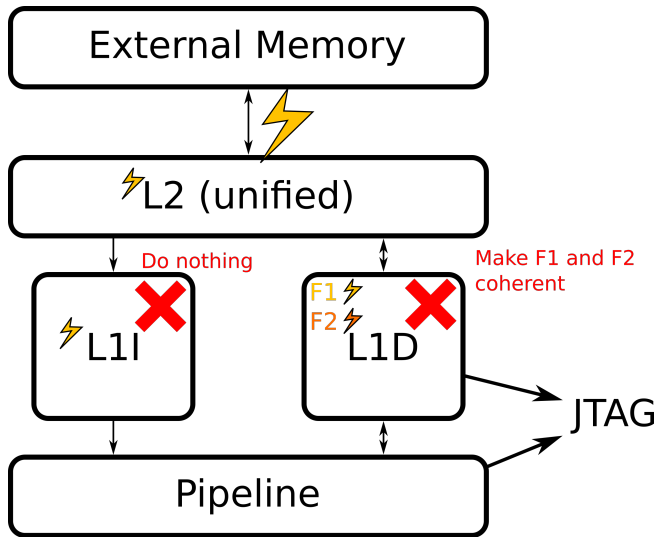 External Memory
L2 (unified)
Do nothing
Make F1 and F2
coherent
F1
F2
L1I
L1D
JTAG
Pipeline